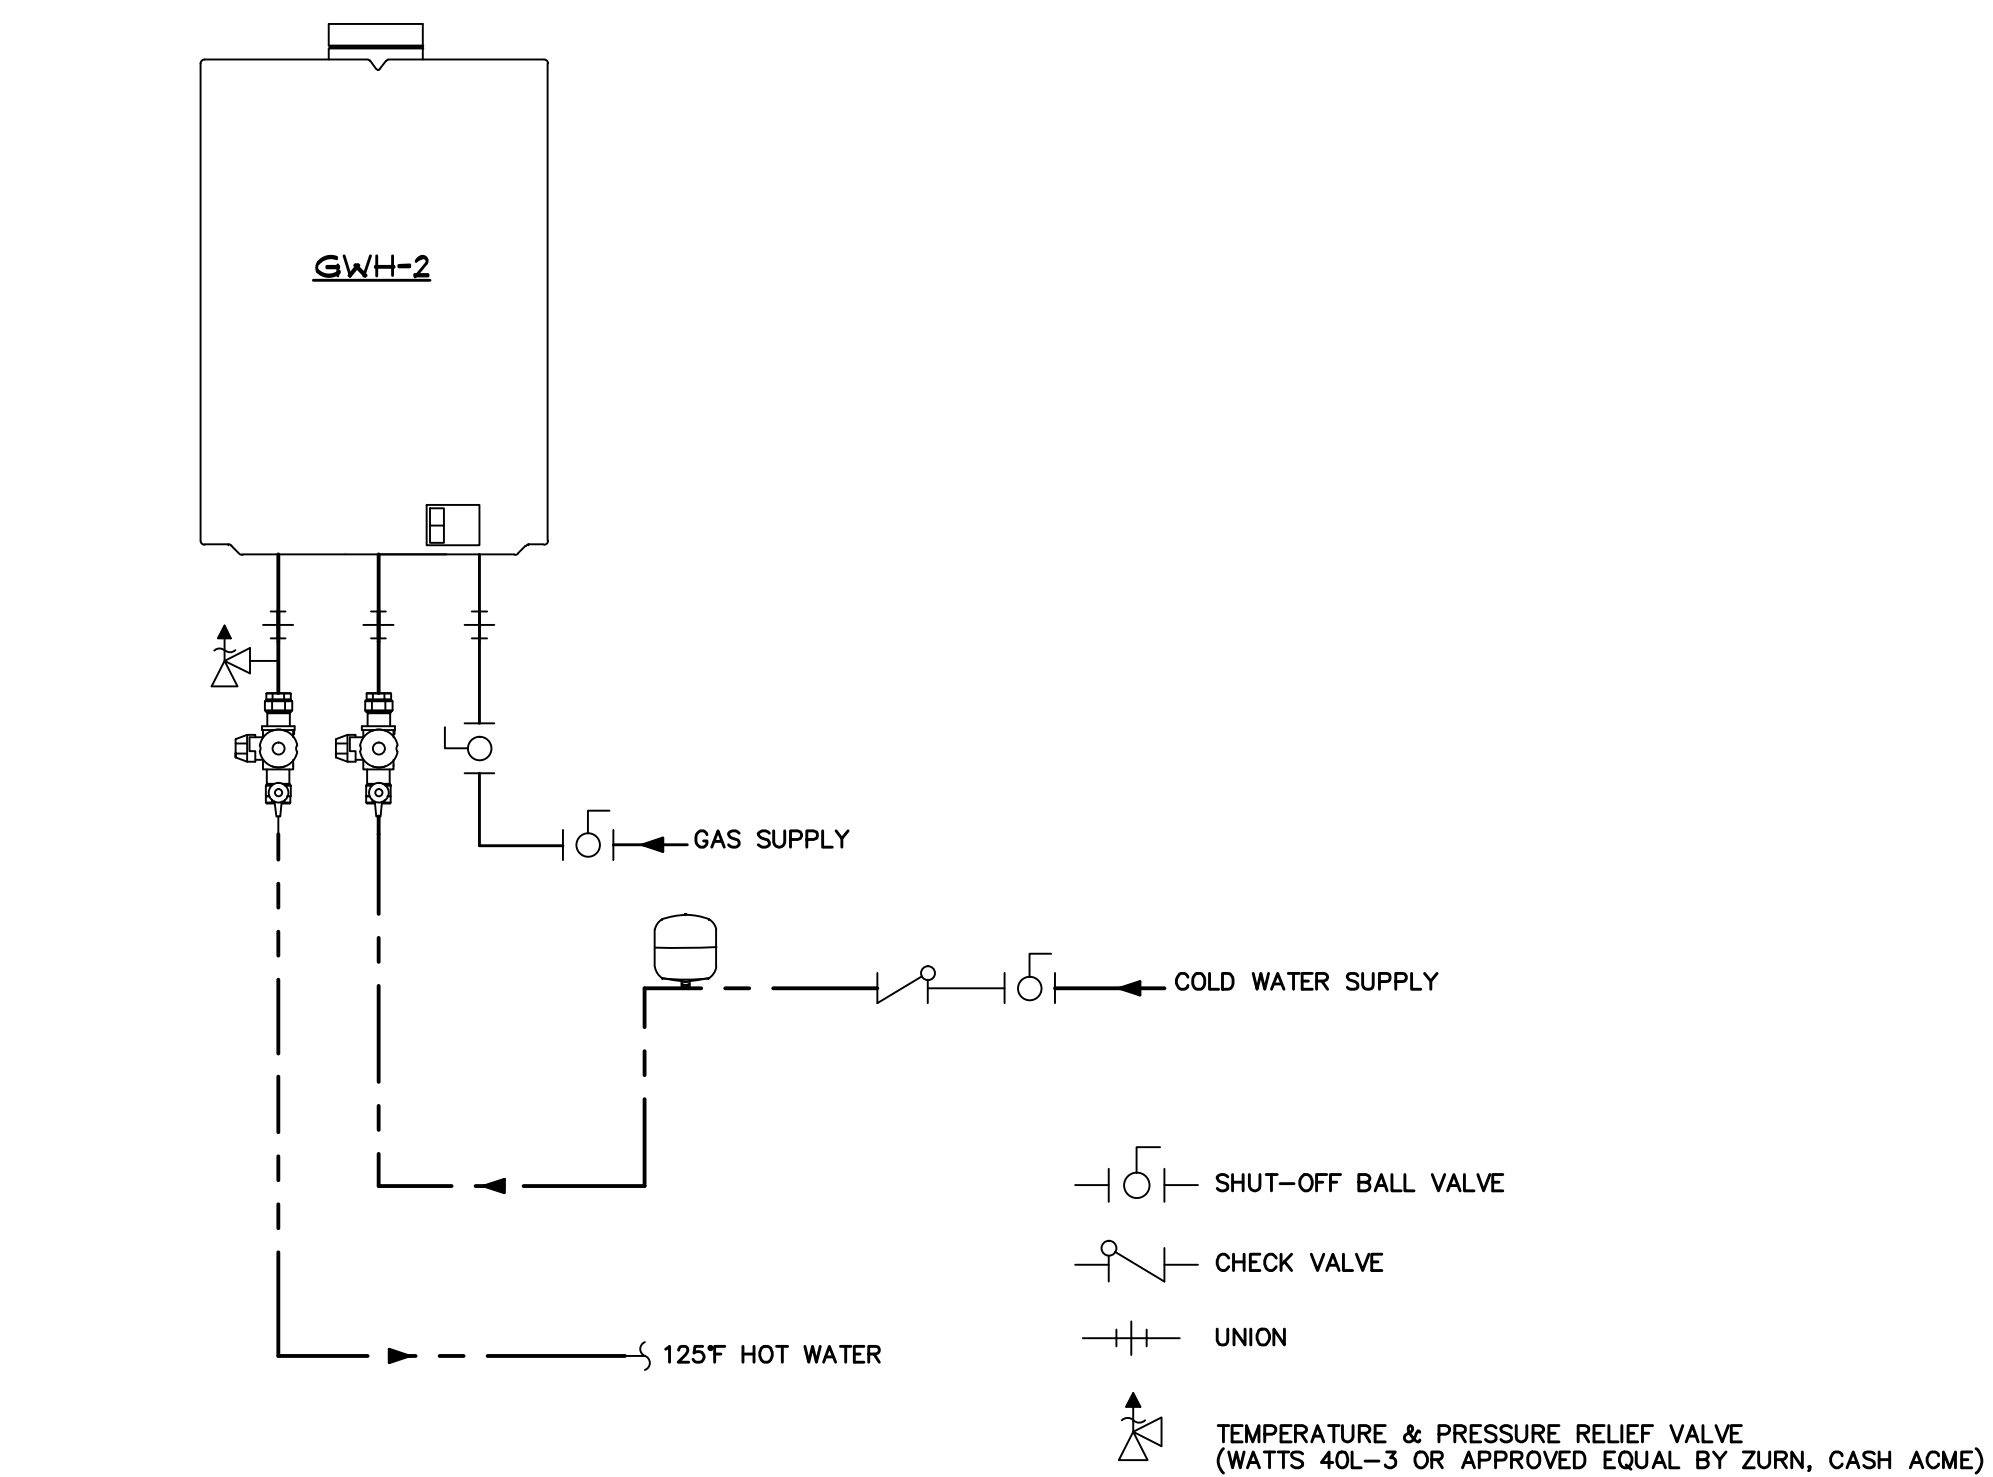 GWH-2
GAS SUPPLY
COLD WATER SUPPLY
SHUT-OFF BALL VALVE
CHECK VALVE
UNION
125°F HOT WATER
TEMPERATURE & PRESSURE RELIEF VALVE
(WATTS 40L-3 OR APPROVED EQUAL BY ZURN, CASH ACME)